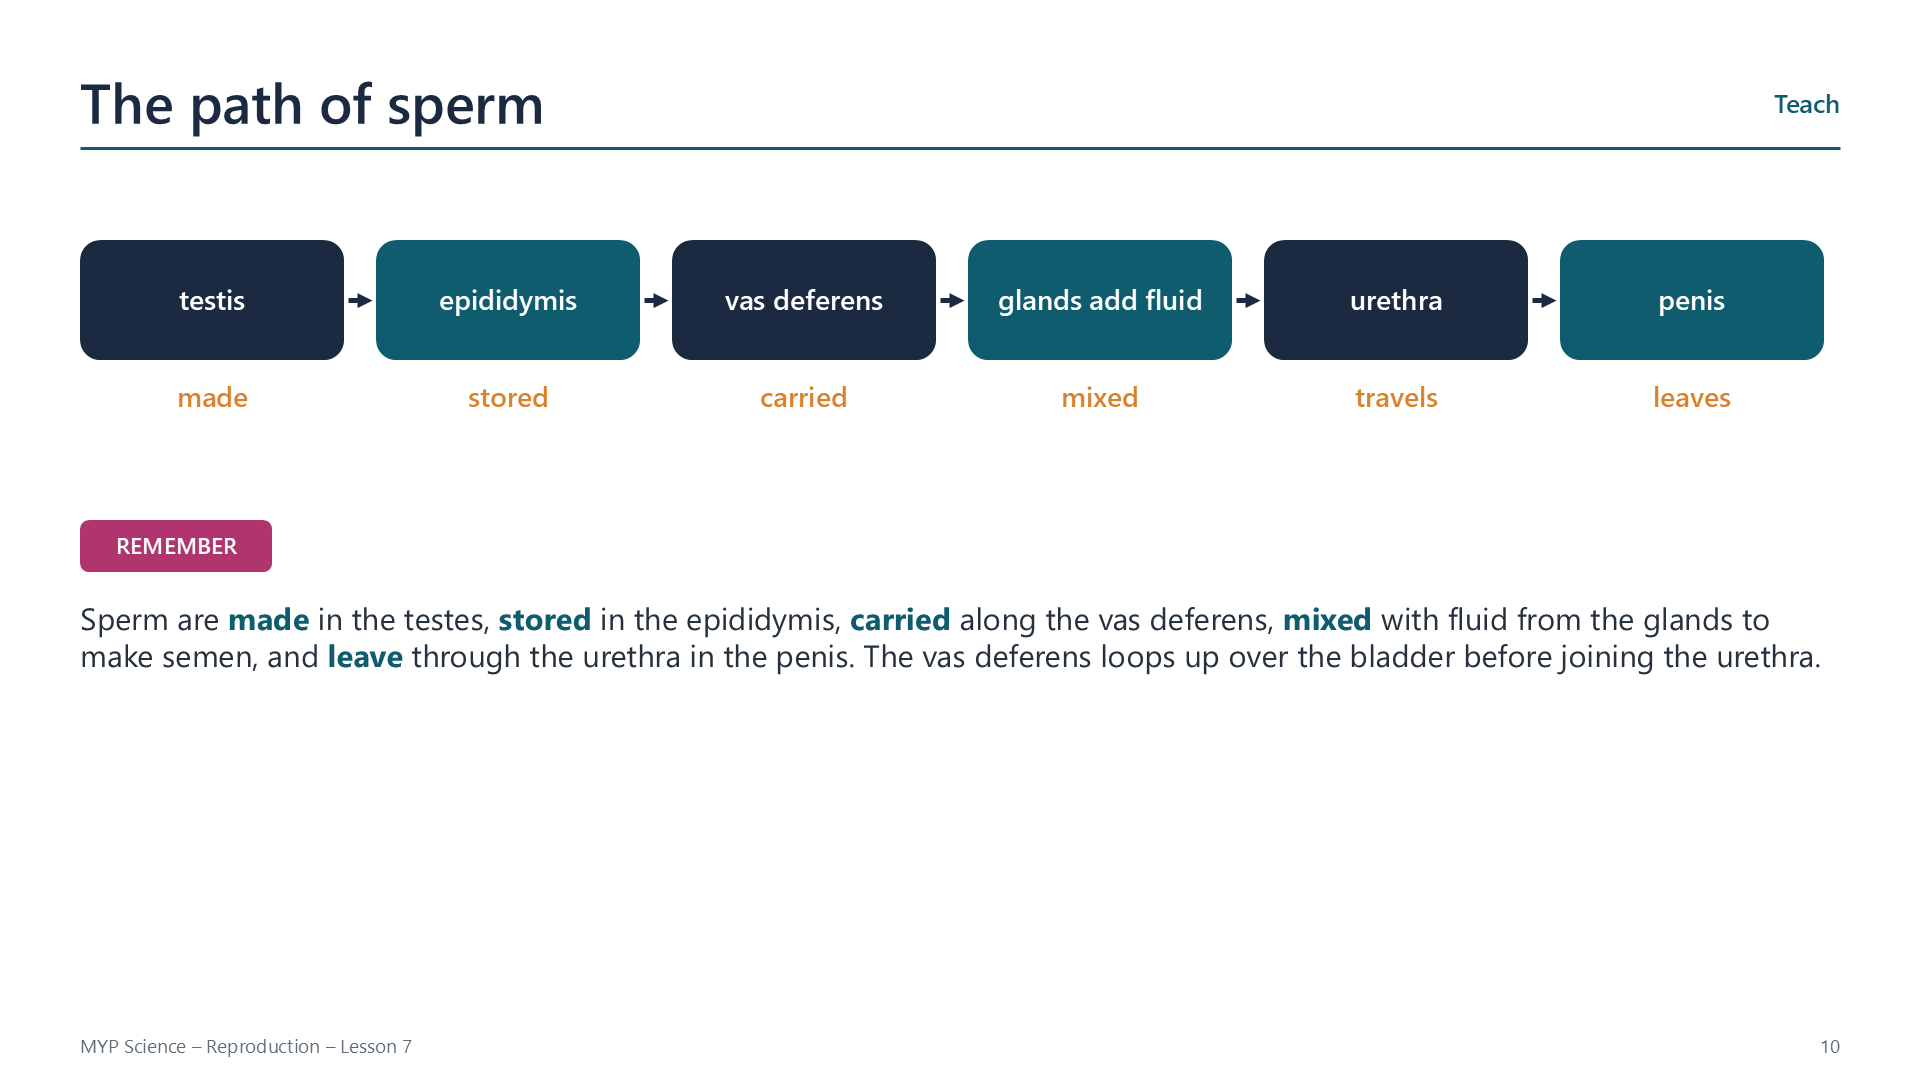 The path of sperm
Teach
testis
epididymis
vas deferens
glands add fluid
urethra
penis
made
stored
carried
mixed
travels
leaves
REMEMBER
Sperm are made in the testes, stored in the epididymis, carried along the vas deferens, mixed with fluid from the glands to
make semen, and leave through the urethra in the penis. The vas deferens loops up over the bladder before joining the urethra.
MYP Science – Reproduction – Lesson 7
10